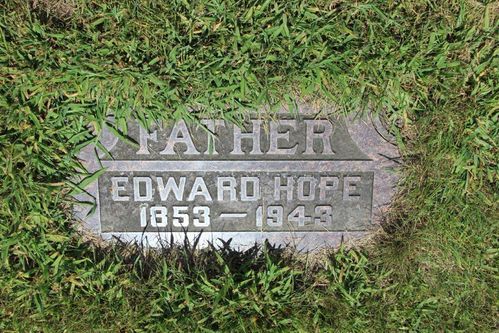 FATHER
EDWARD HOPE
1853 — 1943